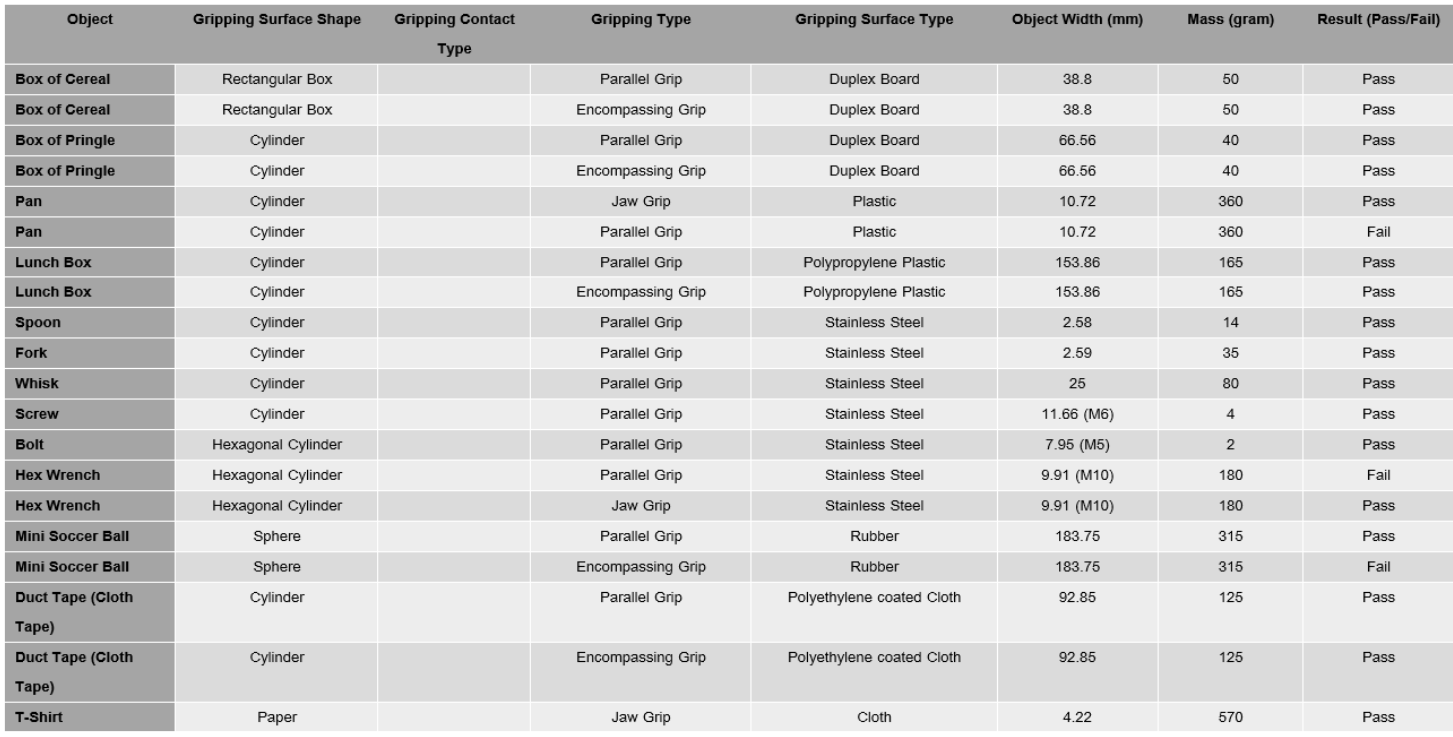 Object Gripping Surface Shape Gripping Contact Type Gripping Type Gripping Surface Type Object Width (mm) Mass (gram) Result (Pass/Fail)
Box of Cereal Rectangular Box Parallel Grip Duplex Board 38.8 50 Pass
Box of Cereal Rectangular Box Encompassing Grip Duplex Board 38.8 50 Pass
Box of Pringle Cylinder Parallel Grip Duplex Board 66.56 40 Pass
Box of Pringle Cylinder Encompassing Grip Duplex Board 66.56 40 Pass
Pan Cylinder Jaw Grip Plastic 10.72 360 Pass
Pan Cylinder Parallel Grip Plastic 10.72 360 Fail
Lunch Box Cylinder Parallel Grip Polypropylene Plastic 153.86 165 Pass
Lunch Box Cylinder Encompassing Grip Polypropylene Plastic 153.86 165 Pass
Spoon Cylinder Parallel Grip Stainless Steel 2.58 14 Pass
Fork Cylinder Parallel Grip Stainless Steel 2.59 35 Pass
Whisk Cylinder Parallel Grip Stainless Steel 25 80 Pass
Screw Cylinder Parallel Grip Stainless Steel 11.66 (M6) 4 Pass
Bolt Hexagonal Cylinder Parallel Grip Stainless Steel 7.95 (M5) 2 Pass
Hex Wrench Hexagonal Cylinder Parallel Grip Stainless Steel 9.91 (M10) 180 Fail
Hex Wrench Hexagonal Cylinder Jaw Grip Stainless Steel 9.91 (M10) 180 Pass
Mini Soccer Ball Sphere Parallel Grip Rubber 183.75 315 Pass
Mini Soccer Ball Sphere Encompassing Grip Rubber 183.75 315 Fail
Duct Tape (Cloth Tape) Cylinder Parallel Grip Polyethylene coated Cloth 92.85 125 Pass
Duct Tape (Cloth Tape) Cylinder Encompassing Grip Polyethylene coated Cloth 92.85 125 Pass
T-Shirt Paper Jaw Grip Cloth 4.22 570 Pass